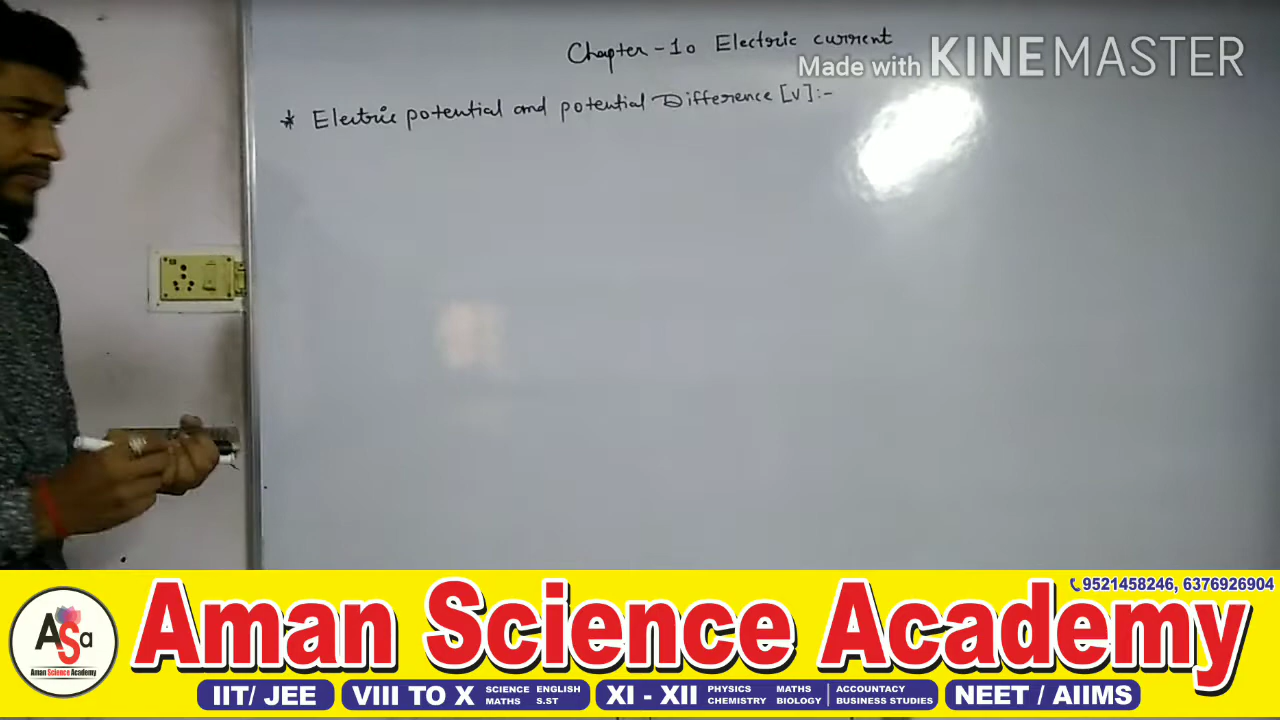 Chapter - 10 Electric current
Made with KINEMASTER
* Electric potential and potential Difference [V] :-
9521458246, 6376926904
ASa
Aman Science Academy
Aman Science Academy
IIT/ JEE
VIII TO X
SCIENCE ENGLISH
MATHS S.ST
XI - XII
PHYSICS MATHS ACCOUNTACY
CHEMISTRY BIOLOGY BUSINESS STUDIES
NEET / AIIMS